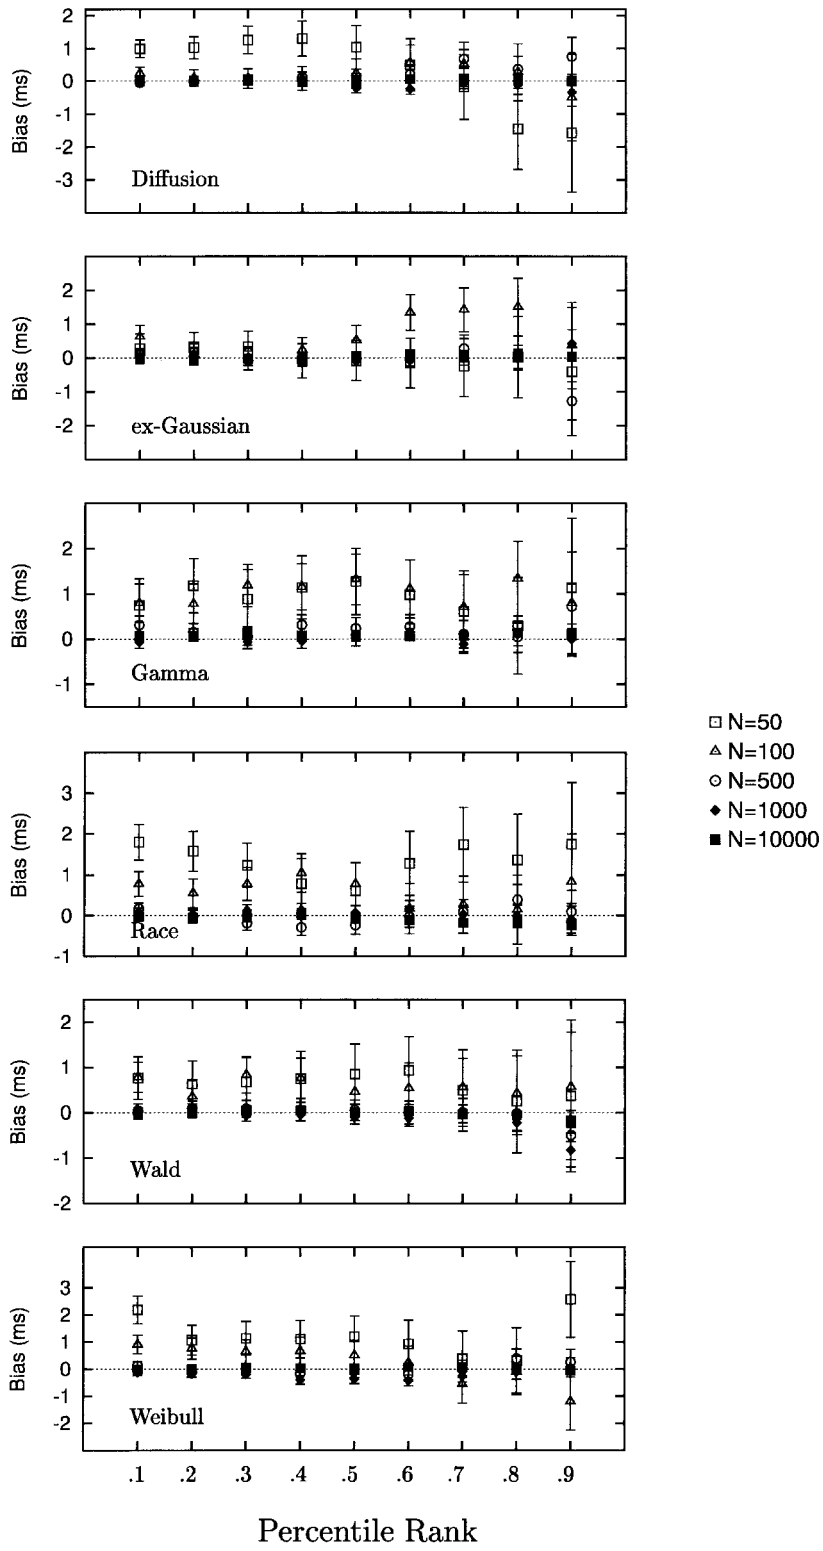 2
1
0
-1
-2
-3
Bias (ms)
Diffusion
2
1
0
-1
-2
Bias (ms)
ex-Gaussian
2
1
0
-1
Bias (ms)
Gamma
N=50
N=100
N=500
N=1000
N=10000
3
2
1
0
-1
Bias (ms)
Race
2
1
0
-1
-2
Bias (ms)
Wald
3
2
1
0
-1
-2
Bias (ms)
Weibull
.1 .2 .3 .4 .5 .6 .7 .8 .9
Percentile Rank